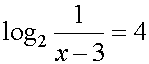 log₂ 1/(x − 3) = 4